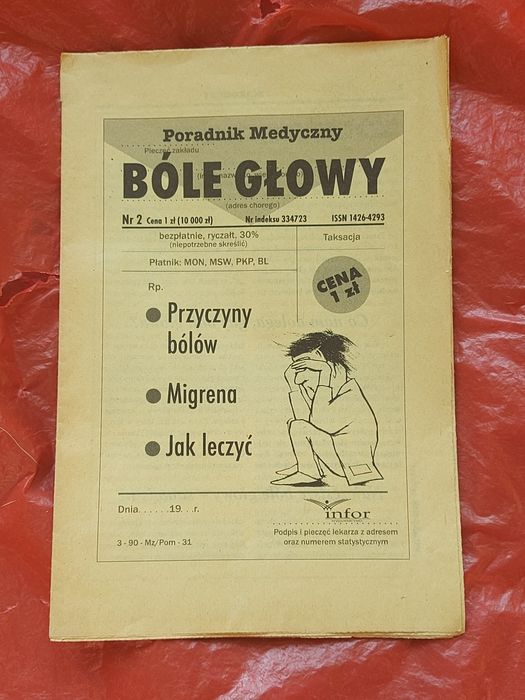 Poradnik Medyczny
Pieczęć zakładu
BÓLE GŁOWY
(adres chorego)
Nr 2 Cena 1 zł (10 000 zł) Nr indeksu 334723 ISSN 1426-4293
bezpłatnie, ryczałt. 30% Taksacja
(niepotrzebne skreślić)
Płatnik: MON, MSW, PKP, BL
CENA
1 zł
Rp.
Przyczyny
bólów
Migrena
Jak leczyć
Dnia......19...r.
infor
Podpis i pieczęć lekarza z adresem
oraz numerem statystycznym
3 - 90 - Mz/Pom - 31